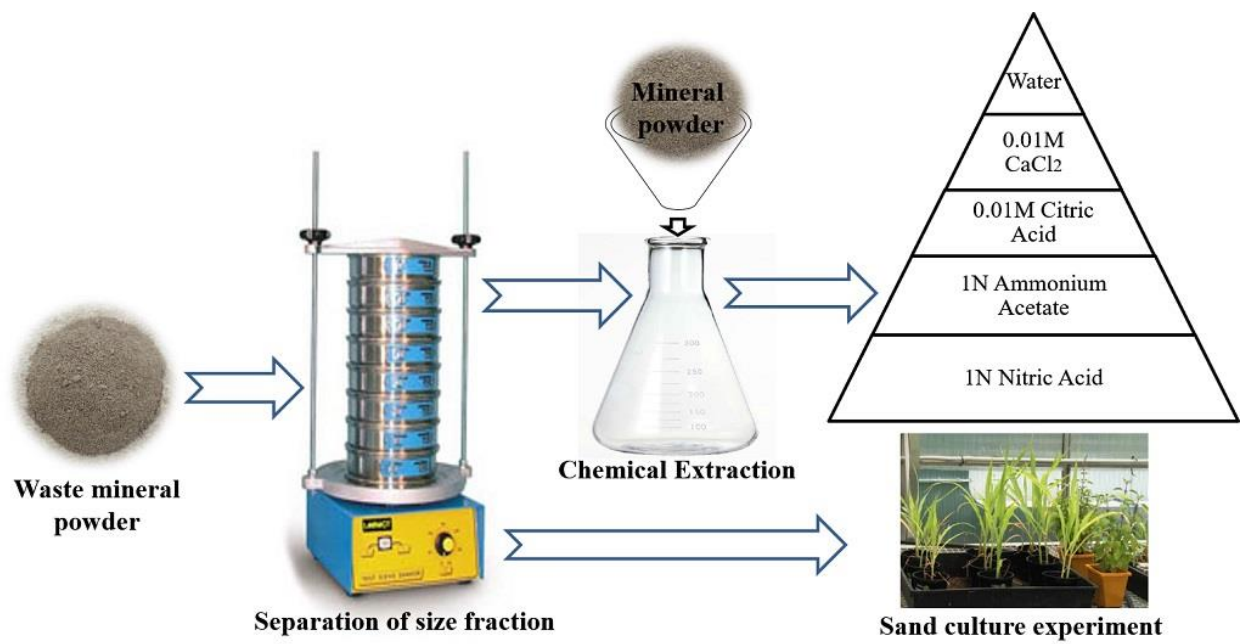 Water
0.01M
CaCl2
0.01M Citric
Acid
1N Ammonium
Acetate
1N Nitric Acid
Mineral
powder
Waste mineral
powder
Separation of size fraction
Chemical Extraction
Sand culture experiment